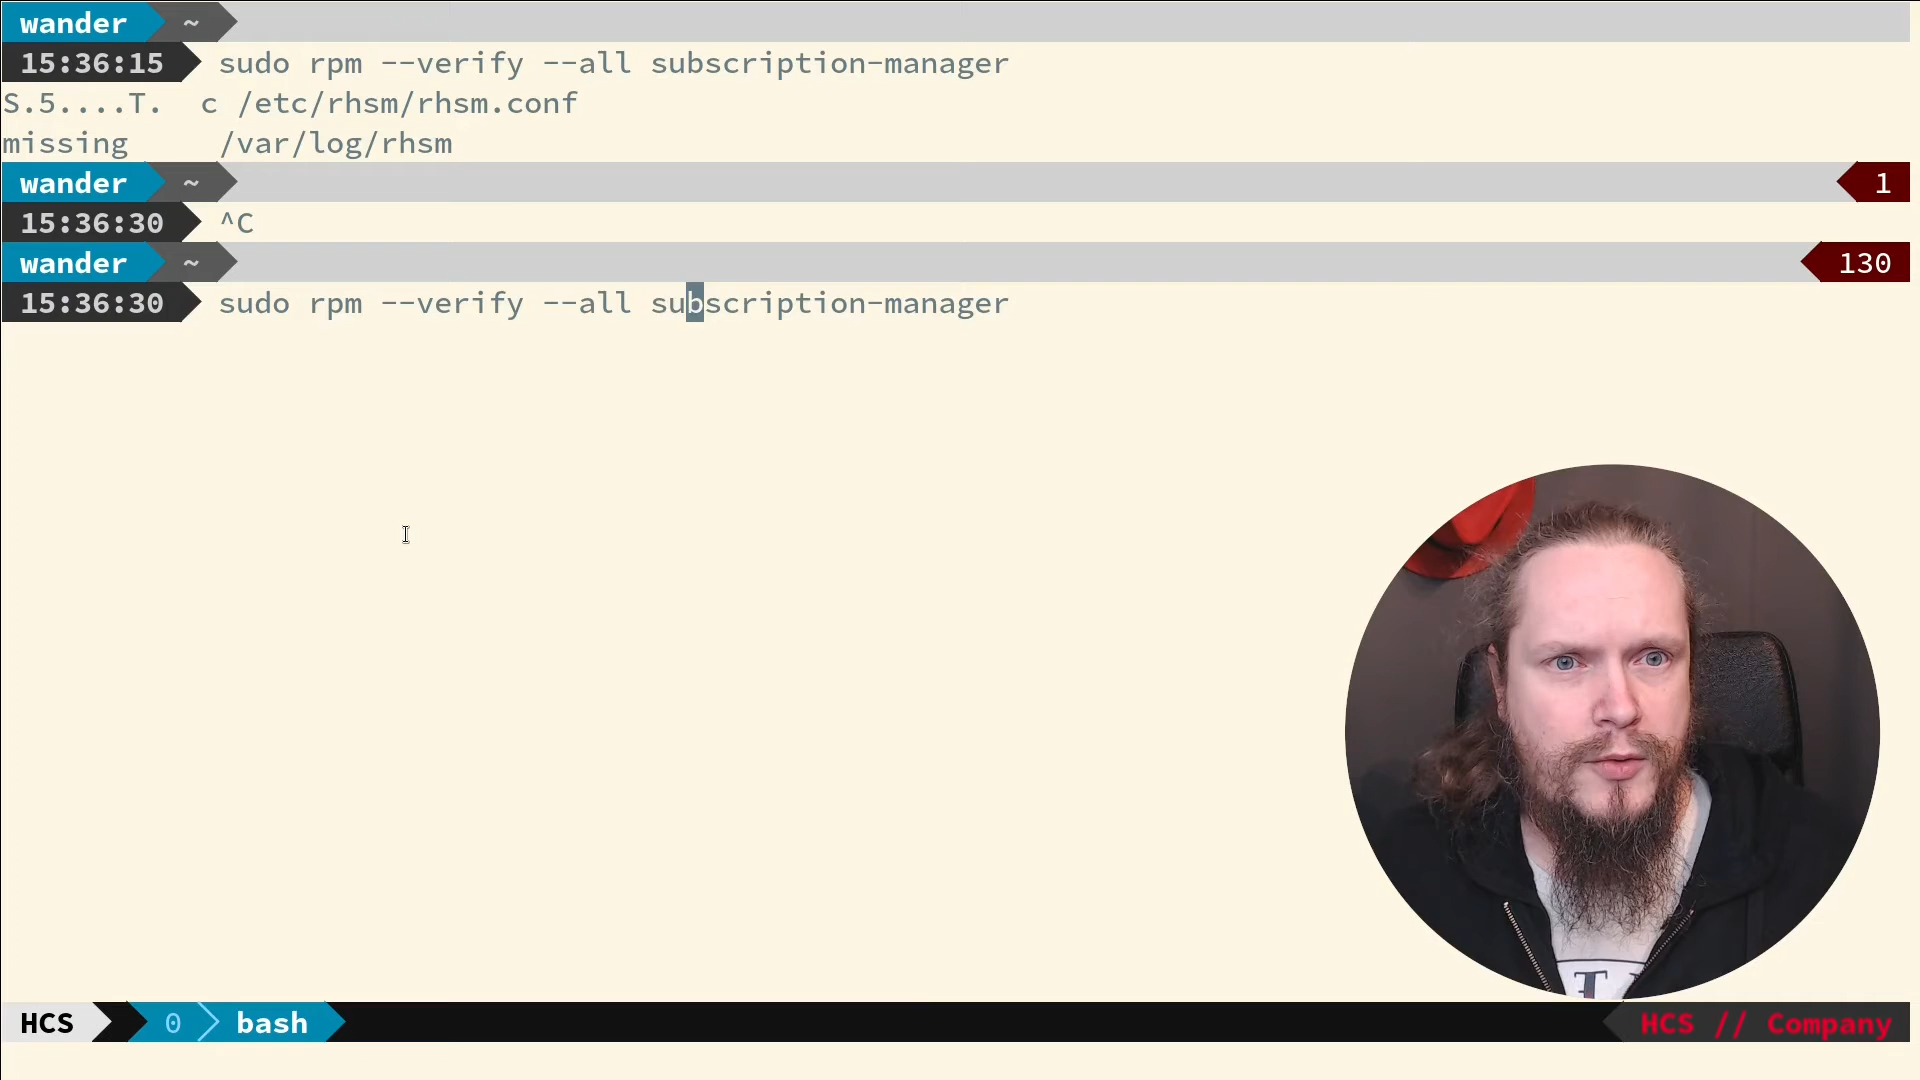 wander ~
15:36:15 sudo rpm --verify --all subscription-manager
S.5....T.  c /etc/rhsm/rhsm.conf
missing     /var/log/rhsm
wander ~ 1
15:36:30 ^C
wander ~ 130
15:36:30 sudo rpm --verify --all subscription-manager
HCS 0 bash HCS // Company